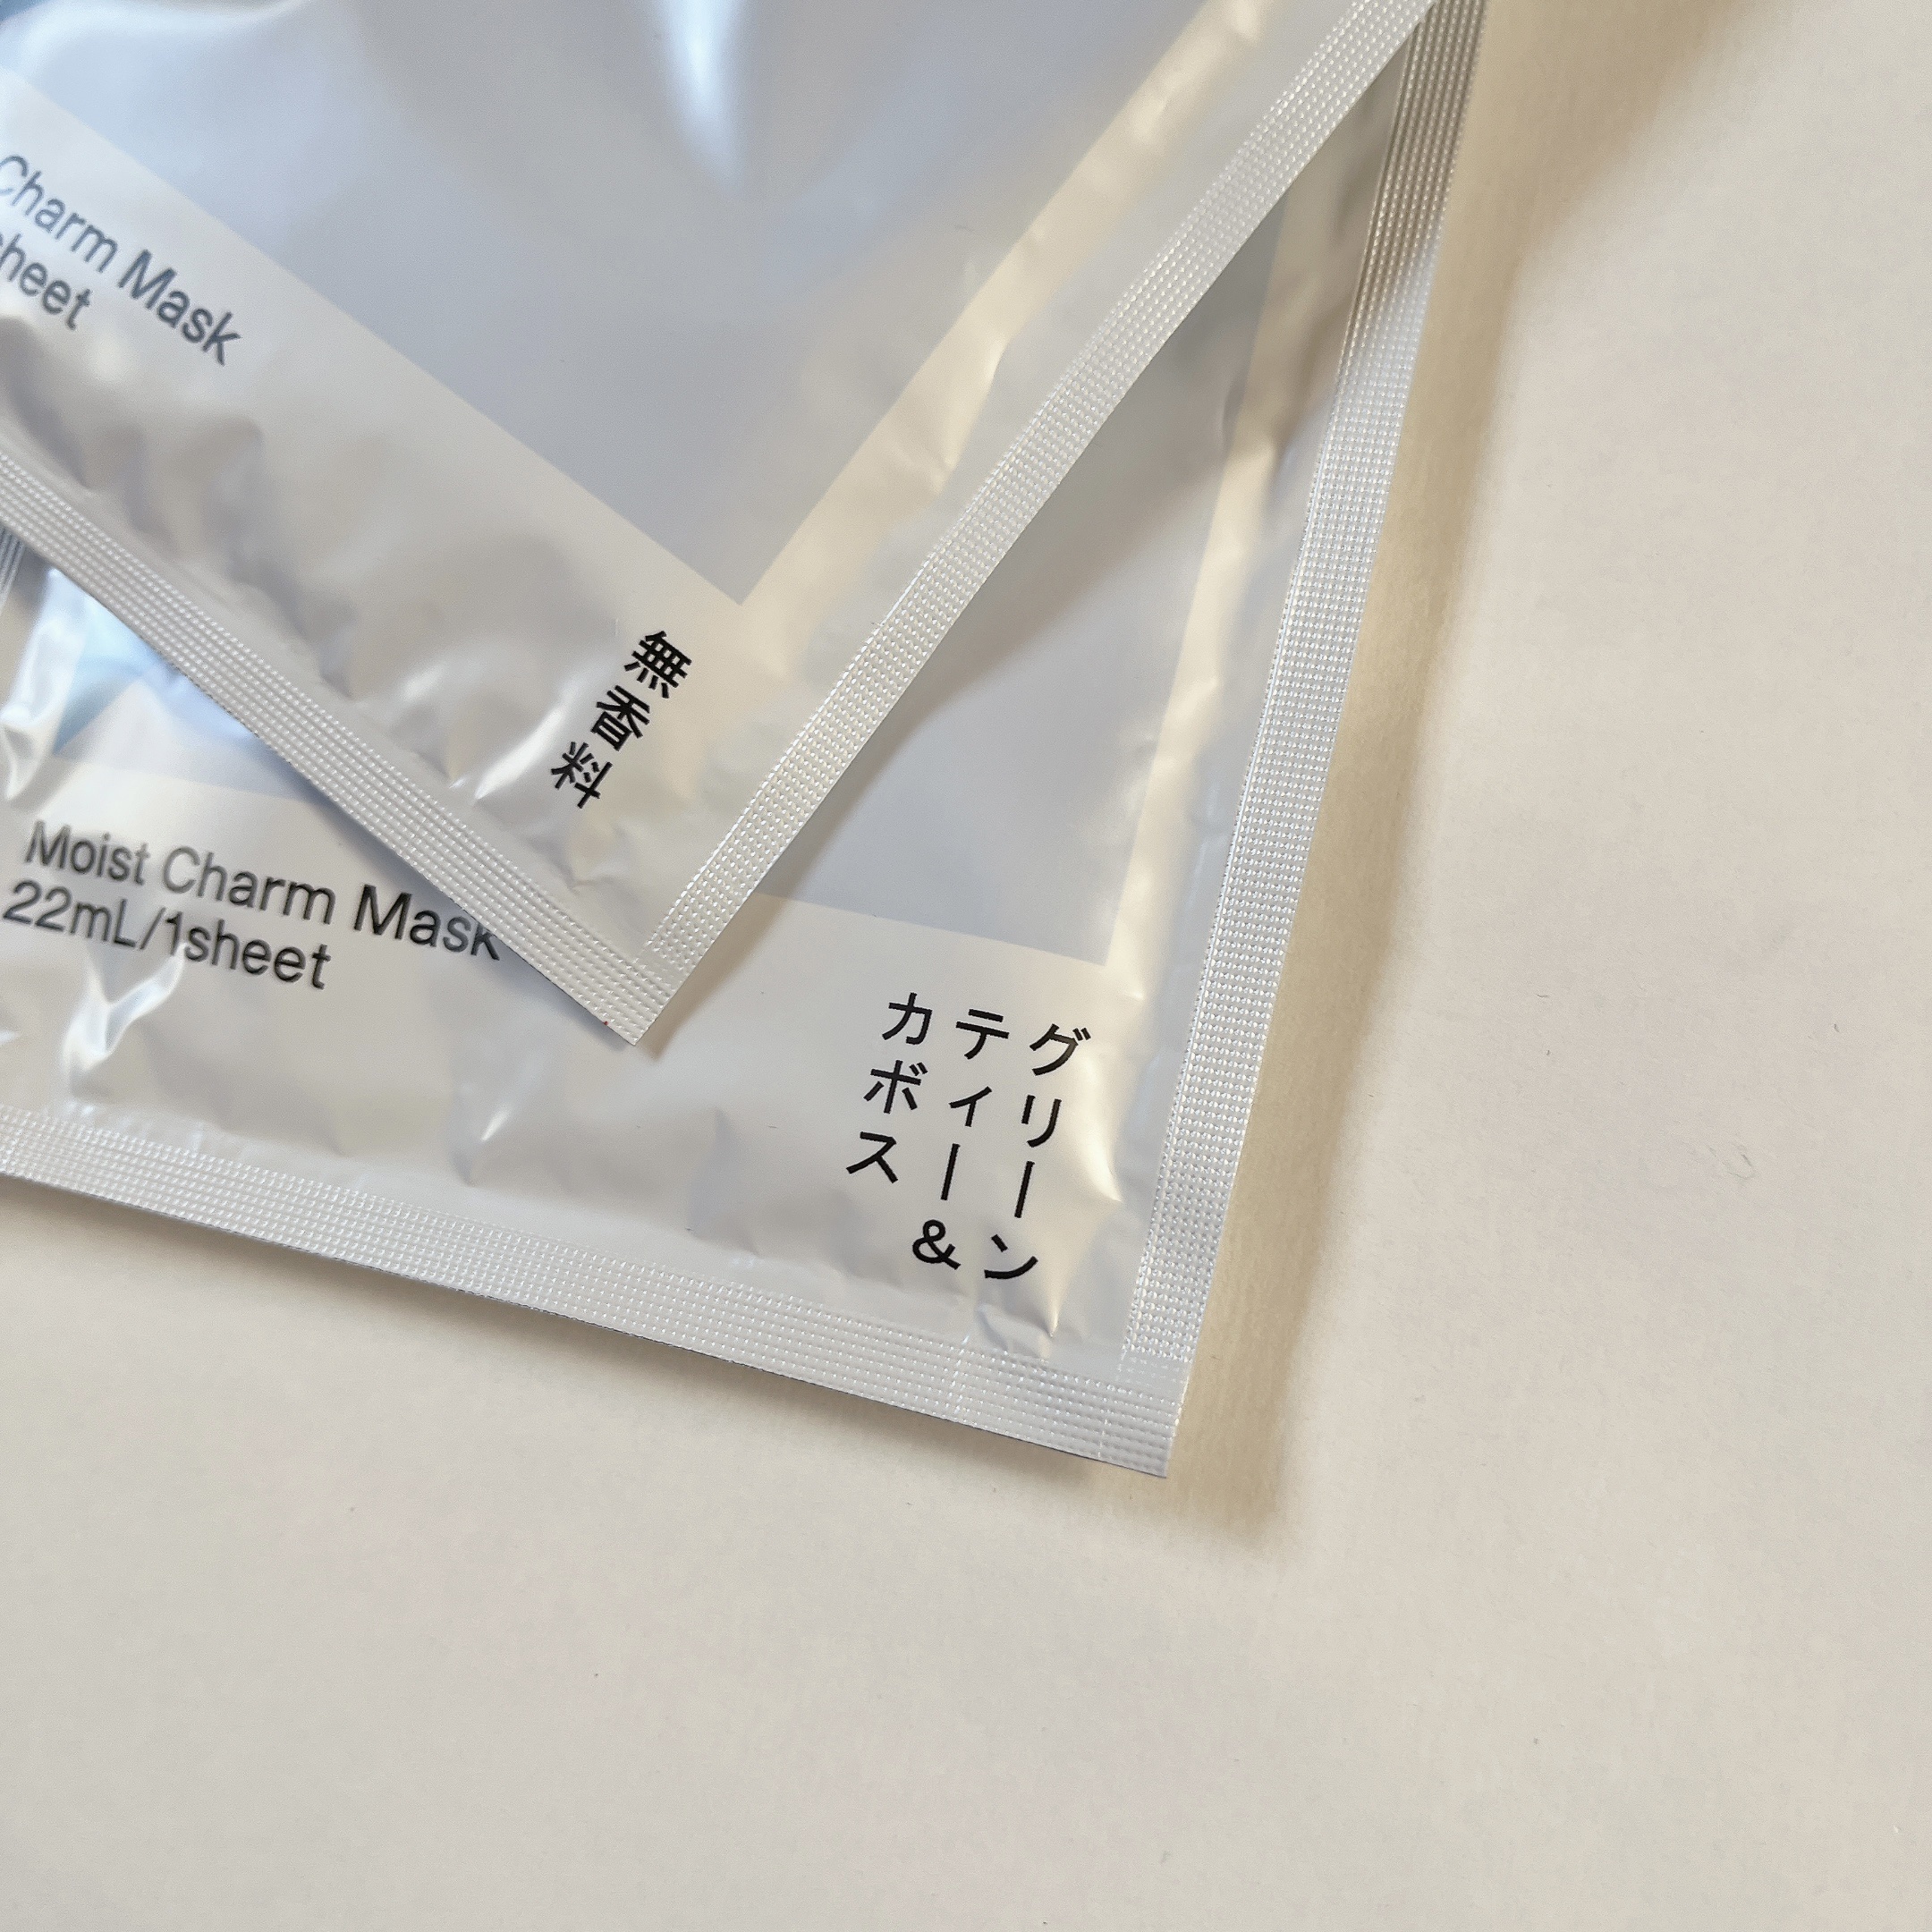 Charm Mask
sheet
無香料
Moist Charm Mask
22mL/1sheet
グリーン
ティー&
カボス